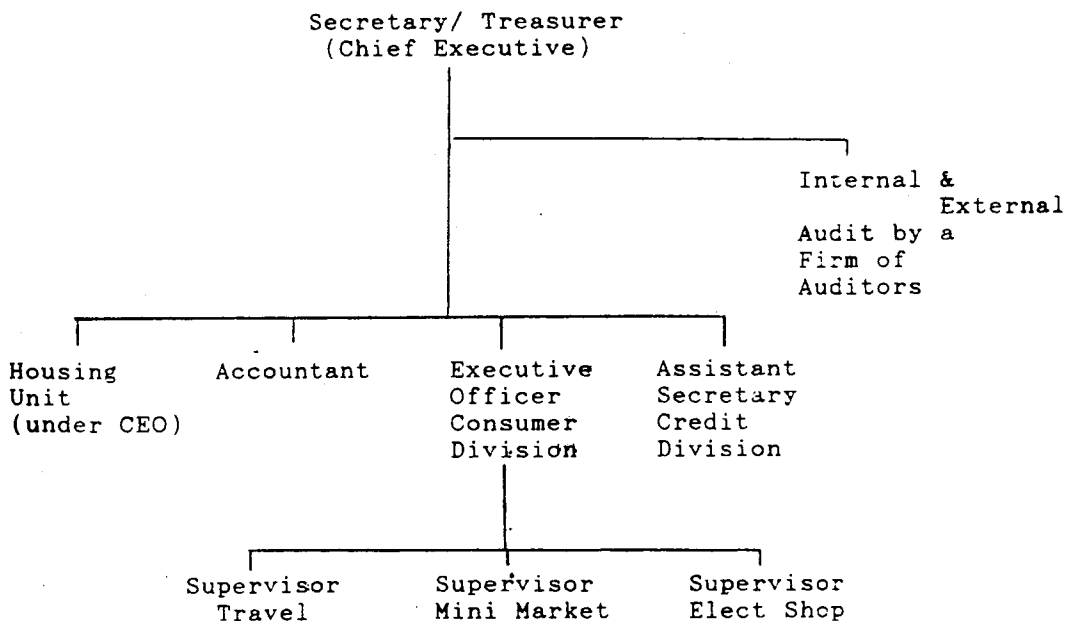 Secretary/ Treasurer
(Chief Executive)
Internal &
External
Audit by a
Firm of
Auditors
Housing
Unit
(under CEO)
Accountant
Executive
Officer
Consumer
Division
Assistant
Secretary
Credit
Division
Supervisor
Travel
Supervisor
Mini Market
Supervisor
Elect Shop